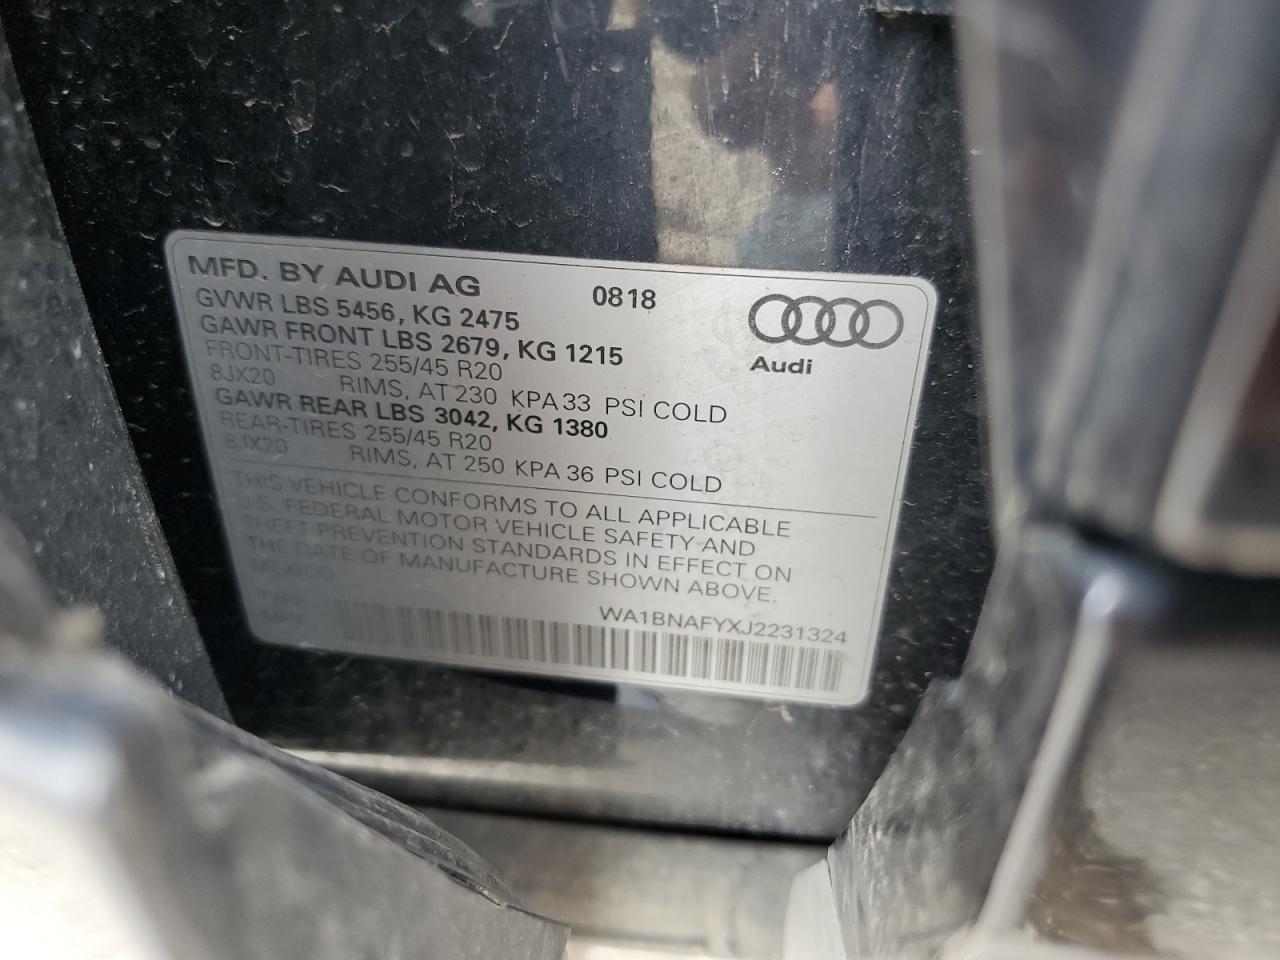 MFD. BY AUDI AG 0818
GVWR LBS 5456, KG 2475
GAWR FRONT LBS 2679, KG 1215
FRONT-TIRES 255/45 R20
8JX20 RIMS, AT 230 KPA 33 PSI COLD
GAWR REAR LBS 3042, KG 1380
REAR-TIRES 255/45 R20
8JX20 RIMS, AT 250 KPA 36 PSI COLD
Audi
THIS VEHICLE CONFORMS TO ALL APPLICABLE
U.S. FEDERAL MOTOR VEHICLE SAFETY AND
THEFT PREVENTION STANDARDS IN EFFECT ON
THE DATE OF MANUFACTURE SHOWN ABOVE.
MEXICO
TYPE
MPV
WA1BNAFYXJ2231324